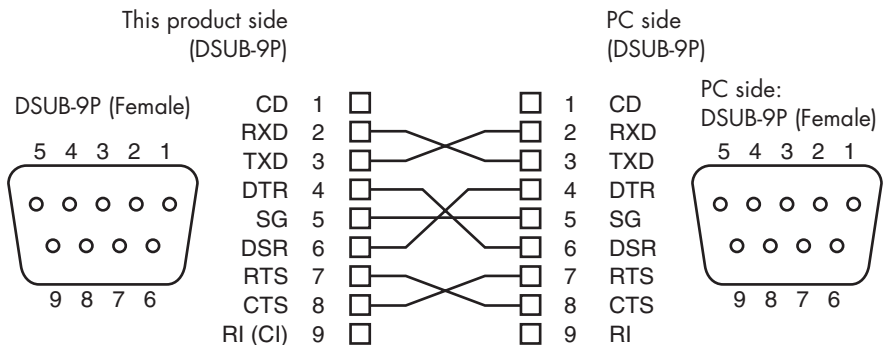 This product side
(DSUB-9P)
PC side
(DSUB-9P)
DSUB-9P (Female)
5 4 3 2 1
9 8 7 6
CD 1
RXD 2
TXD 3
DTR 4
SG 5
DSR 6
RTS 7
CTS 8
RI (CI) 9
1 CD
2 RXD
3 TXD
4 DTR
5 SG
6 DSR
7 RTS
8 CTS
9 RI
PC side:
DSUB-9P (Female)
5 4 3 2 1
9 8 7 6